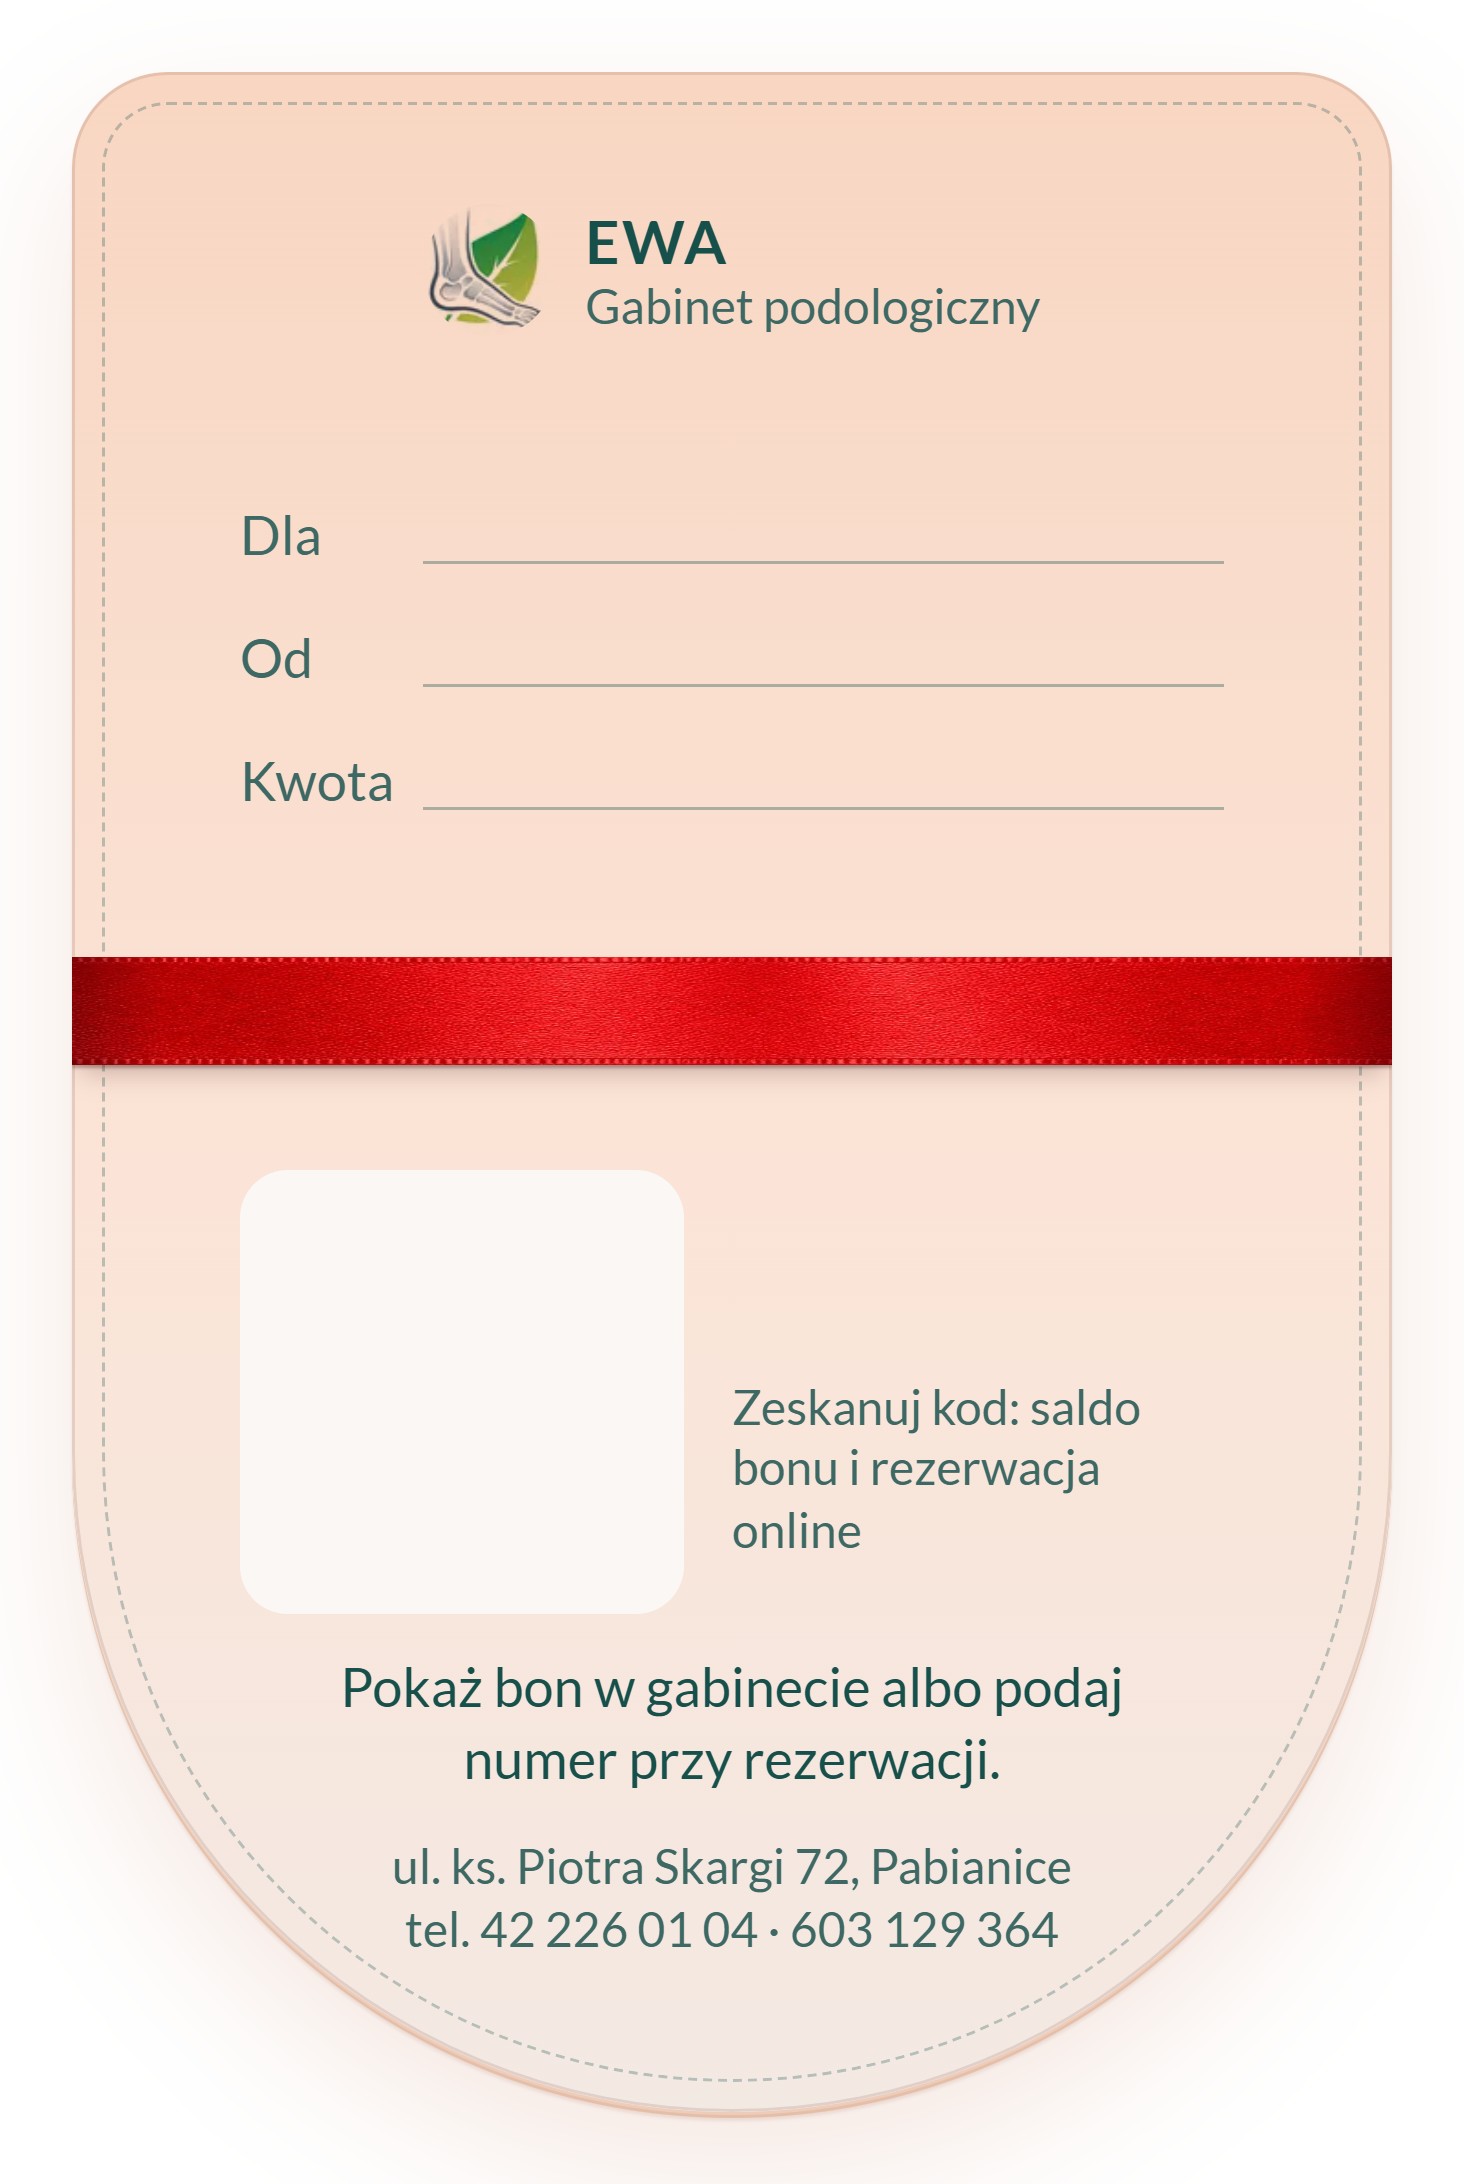 EWA
Gabinet podologiczny
Dla
Od
Kwota
Zeskanuj kod: saldo
bonu i rezerwacja
online
Pokaż bon w gabinecie albo podaj
numer przy rezerwacji.
ul. ks. Piotra Skargi 72, Pabianice
tel. 42 226 01 04 · 603 129 364